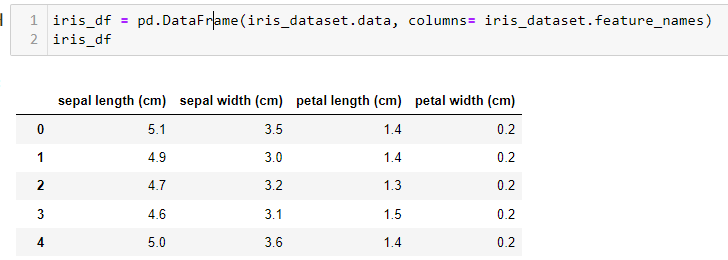 1 iris_df = pd.DataFrame(iris_dataset.data, columns= iris_dataset.feature_names)
2 iris_df
sepal length (cm) sepal width (cm) petal length (cm) petal width (cm)
0 5.1 3.5 1.4 0.2
1 4.9 3.0 1.4 0.2
2 4.7 3.2 1.3 0.2
3 4.6 3.1 1.5 0.2
4 5.0 3.6 1.4 0.2